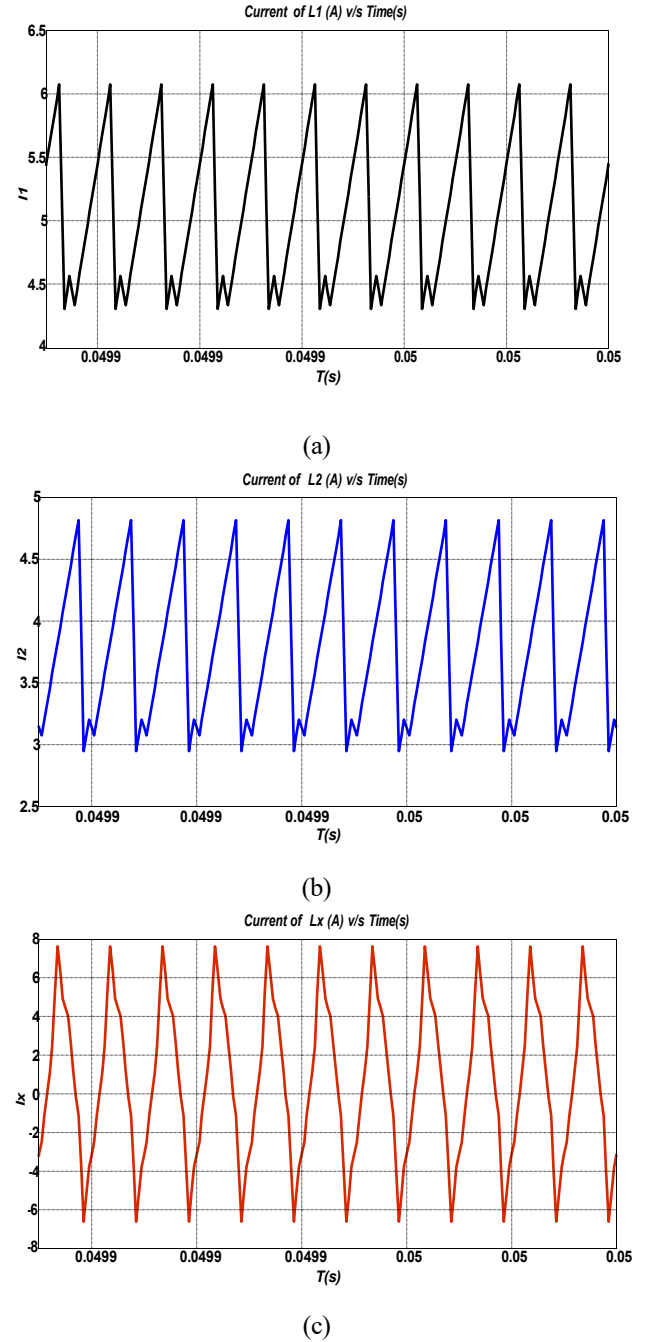 Current of L1 (A) v/s Time(s)
6.5
6
5.5
5
4.5
4
I1
0.0499 0.0499 0.0499 0.05 0.05 0.05
T(s)
(a)
Current of L2 (A) v/s Time(s)
5
4.5
4
3.5
3
2.5
I2
0.0499 0.0499 0.0499 0.05 0.05 0.05
T(s)
(b)
Current of Lx (A) v/s Time(s)
8
6
4
2
0
-2
-4
-6
-8
Ix
0.0499 0.0499 0.0499 0.05 0.05 0.05
T(s)
(c)